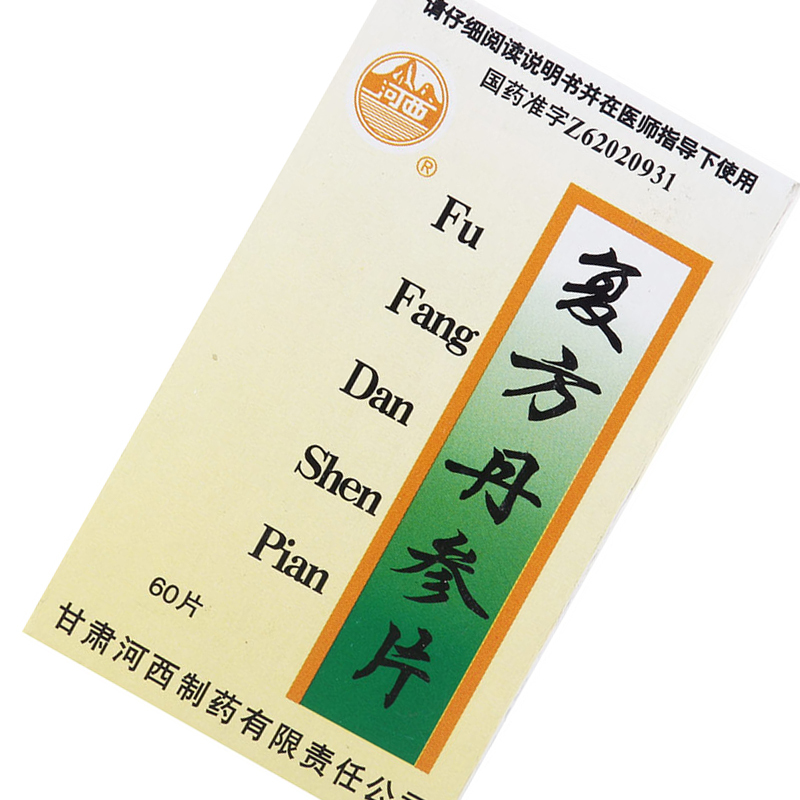 请仔细阅读说明书并在医师指导下使用
国药准字Z62020931
河西
®
Fu
Fang
Dan
Shen
Pian
复方丹参片
60片
甘肃河西制药有限责任公司